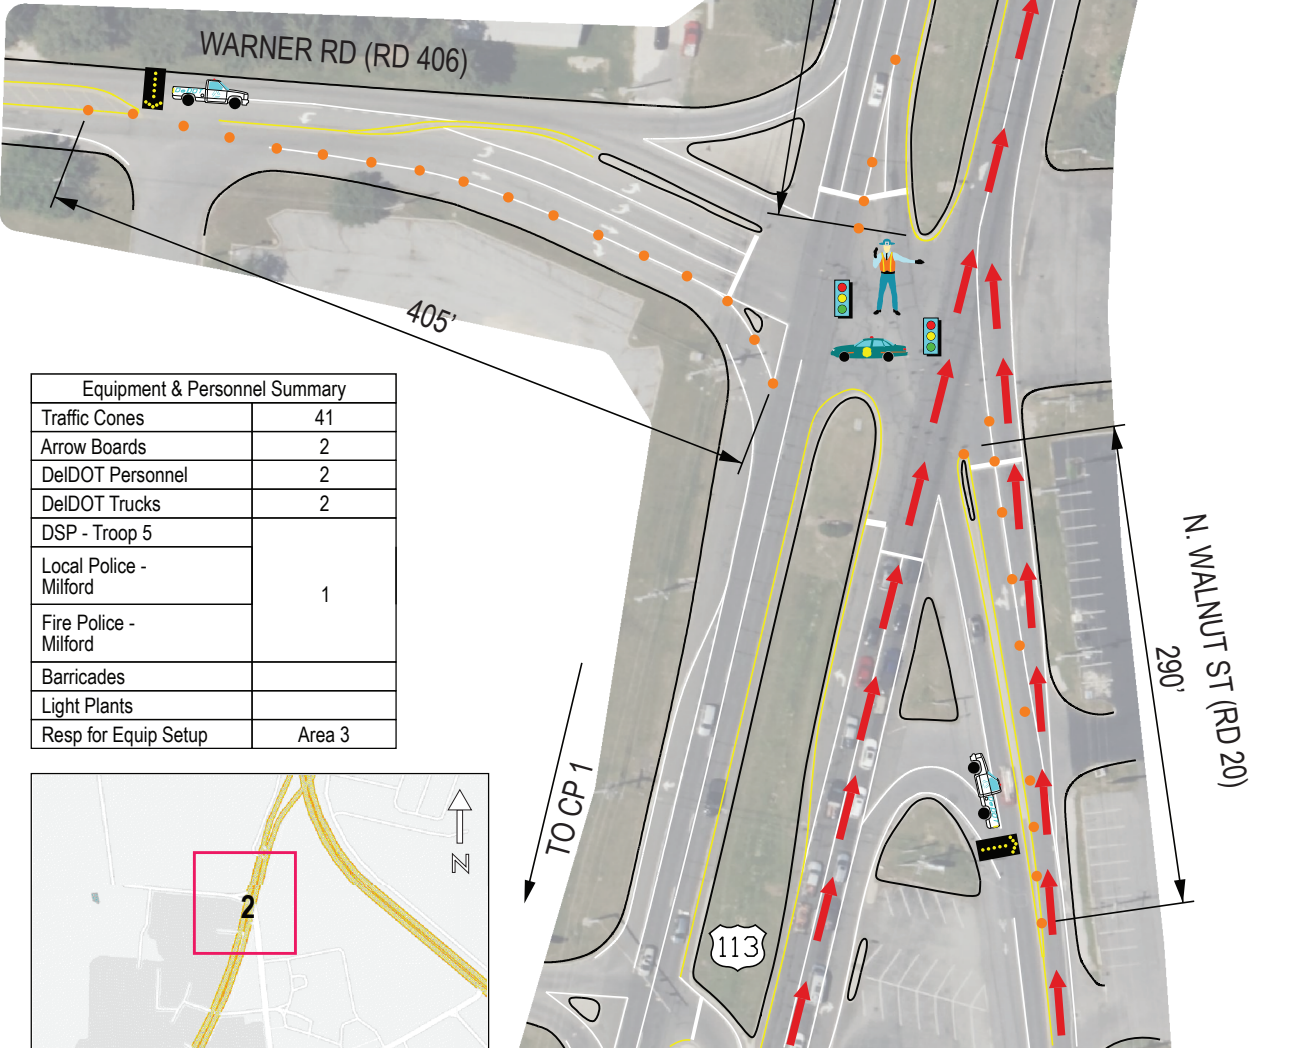 WARNER RD (RD 406)
405'
Equipment & Personnel Summary
Traffic Cones 41
Arrow Boards 2
DelDOT Personnel 2
DelDOT Trucks 2
DSP - Troop 5
Local Police -
Milford
1
Fire Police -
Milford
Barricades
Light Plants
Resp for Equip Setup Area 3
N. WALNUT ST (RD 20)
290'
TO CP 1
113
N
2